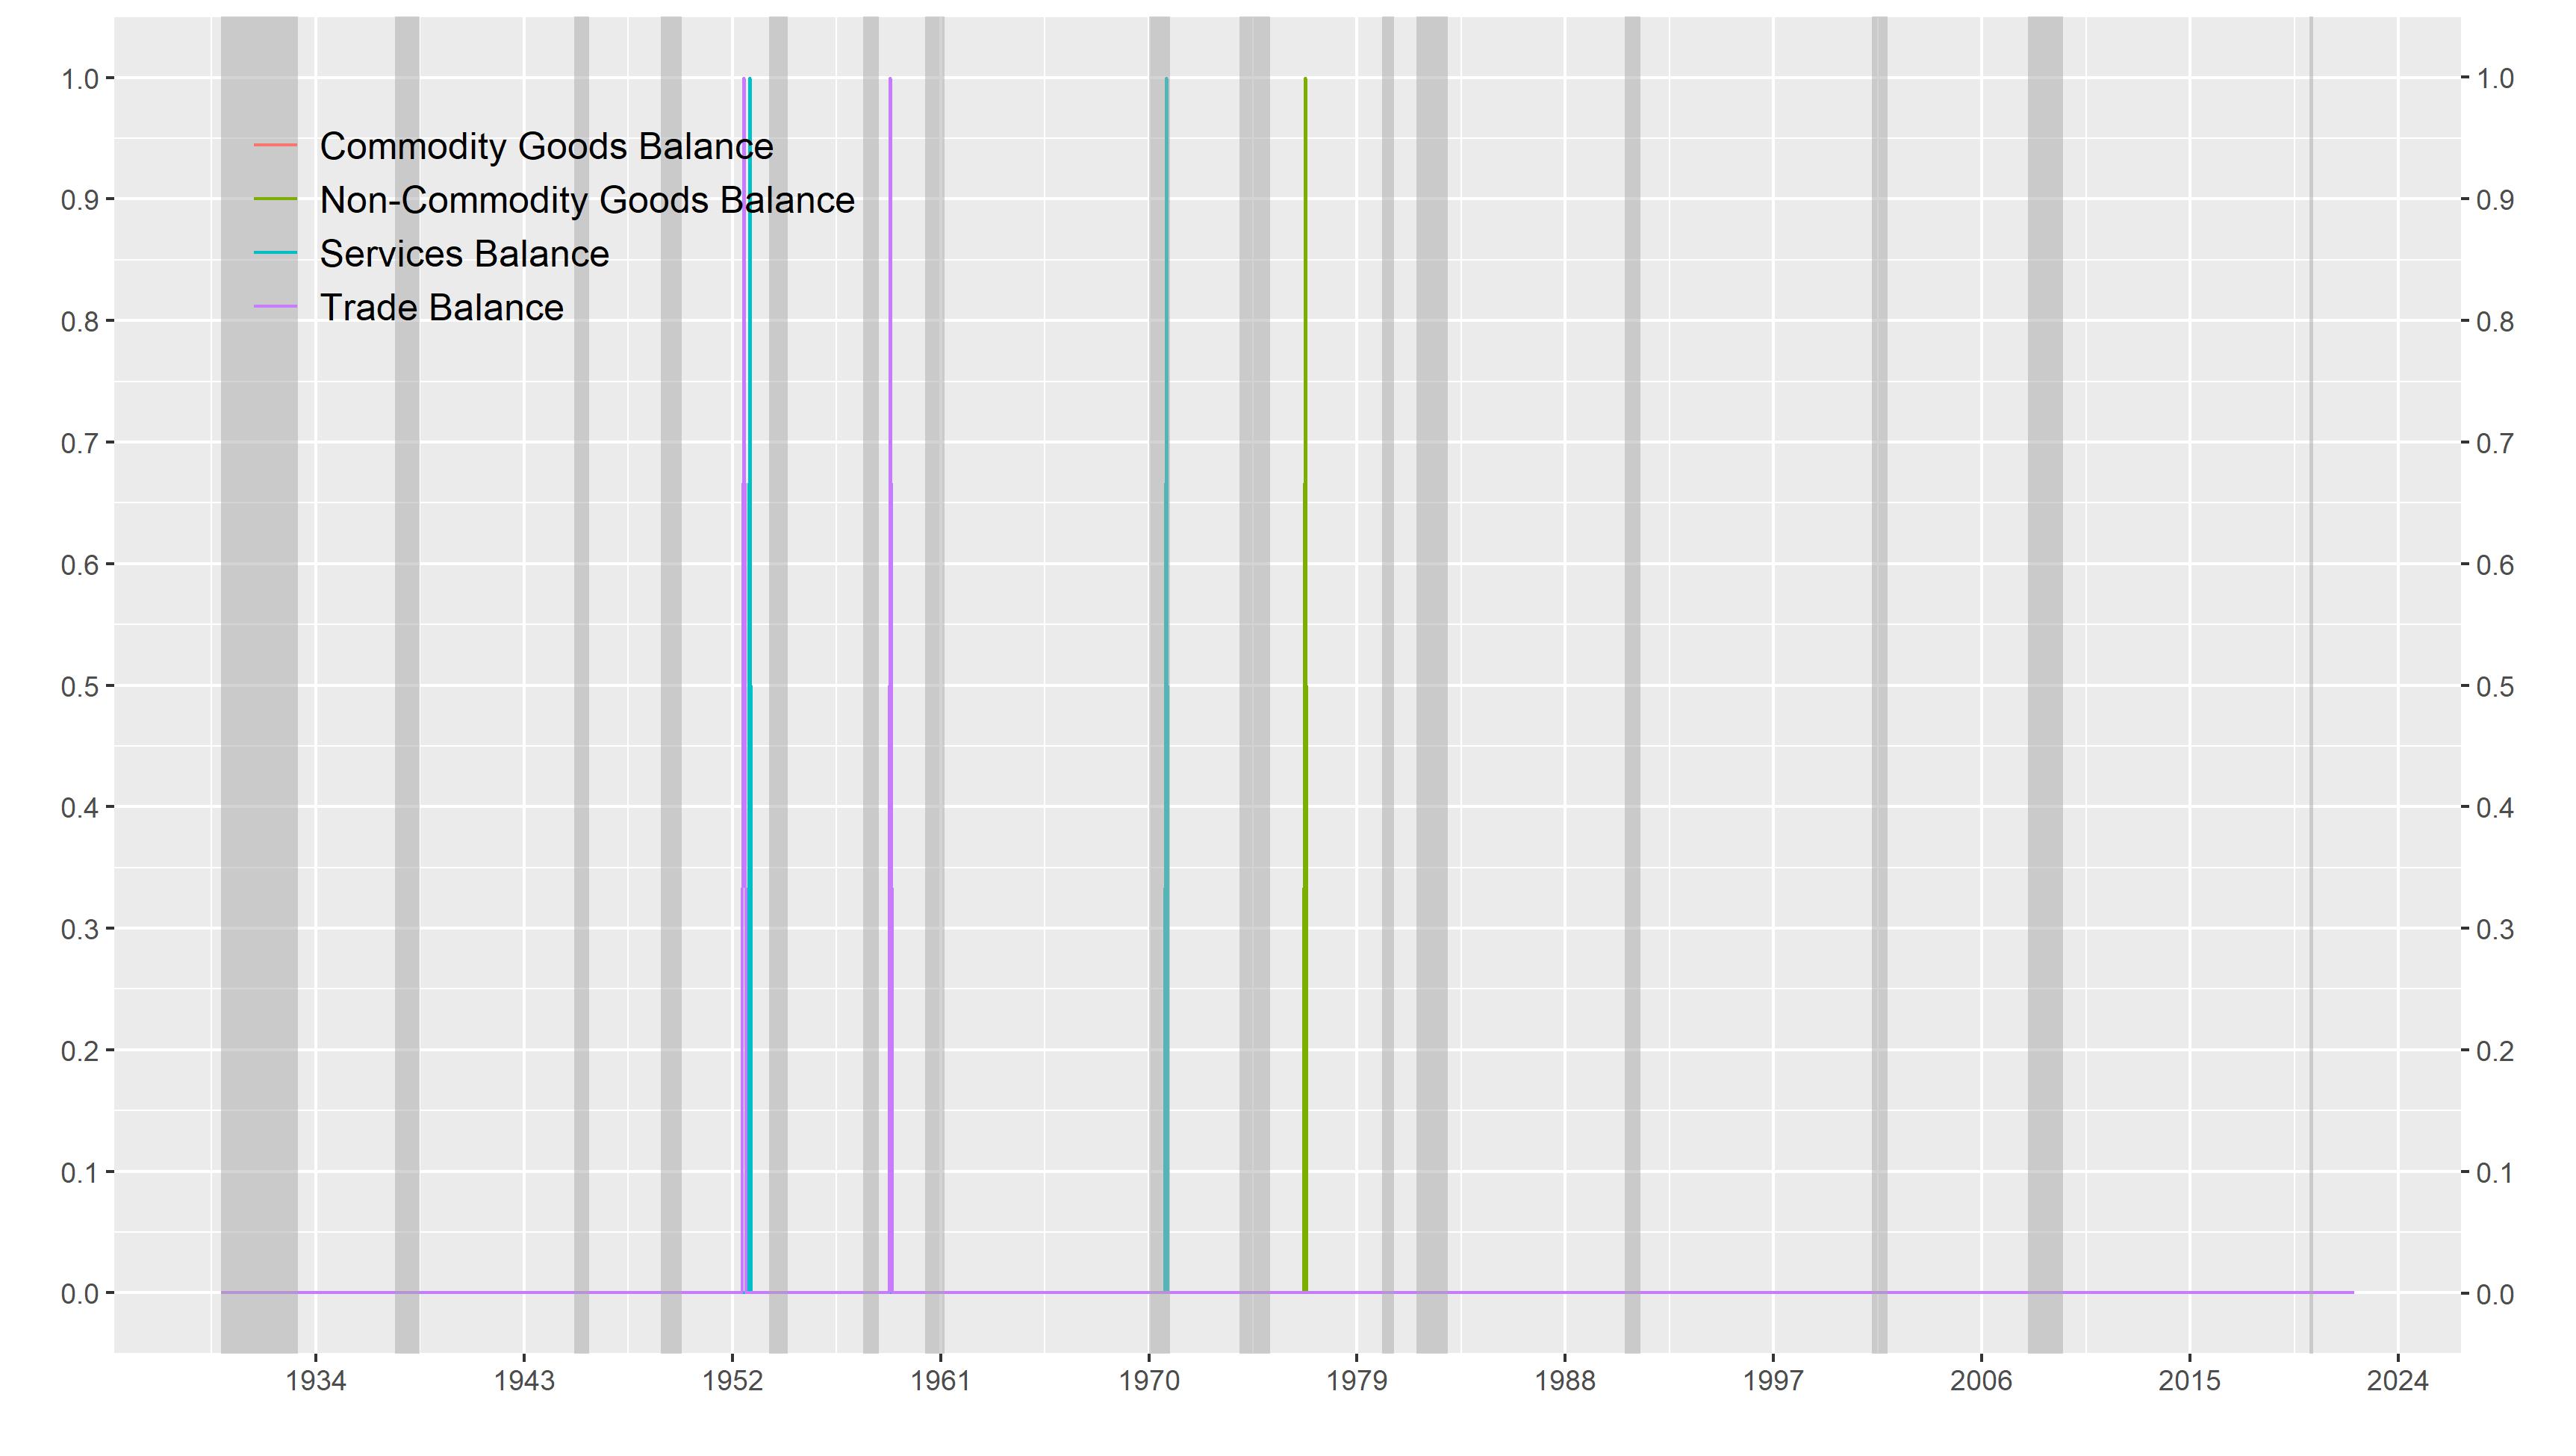 1.0 1.0
Commodity Goods Balance
0.9 Non-Commodity Goods Balance 0.9
Services Balance
0.8 Trade Balance 0.8
0.7 0.7
0.6 0.6
0.5 0.5
0.4 0.4
0.3 0.3
0.2 0.2
0.1 0.1
0.0 0.0
1934 1943 1952 1961 1970 1979 1988 1997 2006 2015 2024